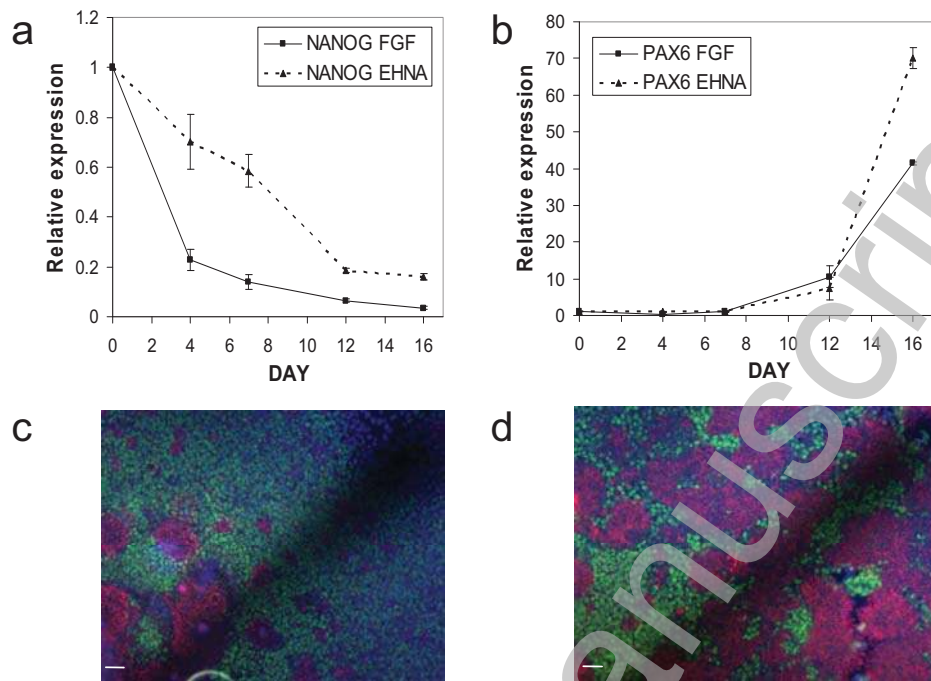 a
1.2
1
0.8
0.6
0.4
0.2
0
Relative expression
NANOG FGF
NANOG EHNA
0 2 4 6 8 10 12 14 16
DAY
b
80
70
60
50
40
30
20
10
0
Relative expression
PAX6 FGF
PAX6 EHNA
0 2 4 6 8 10 12 14 16
DAY
c
d